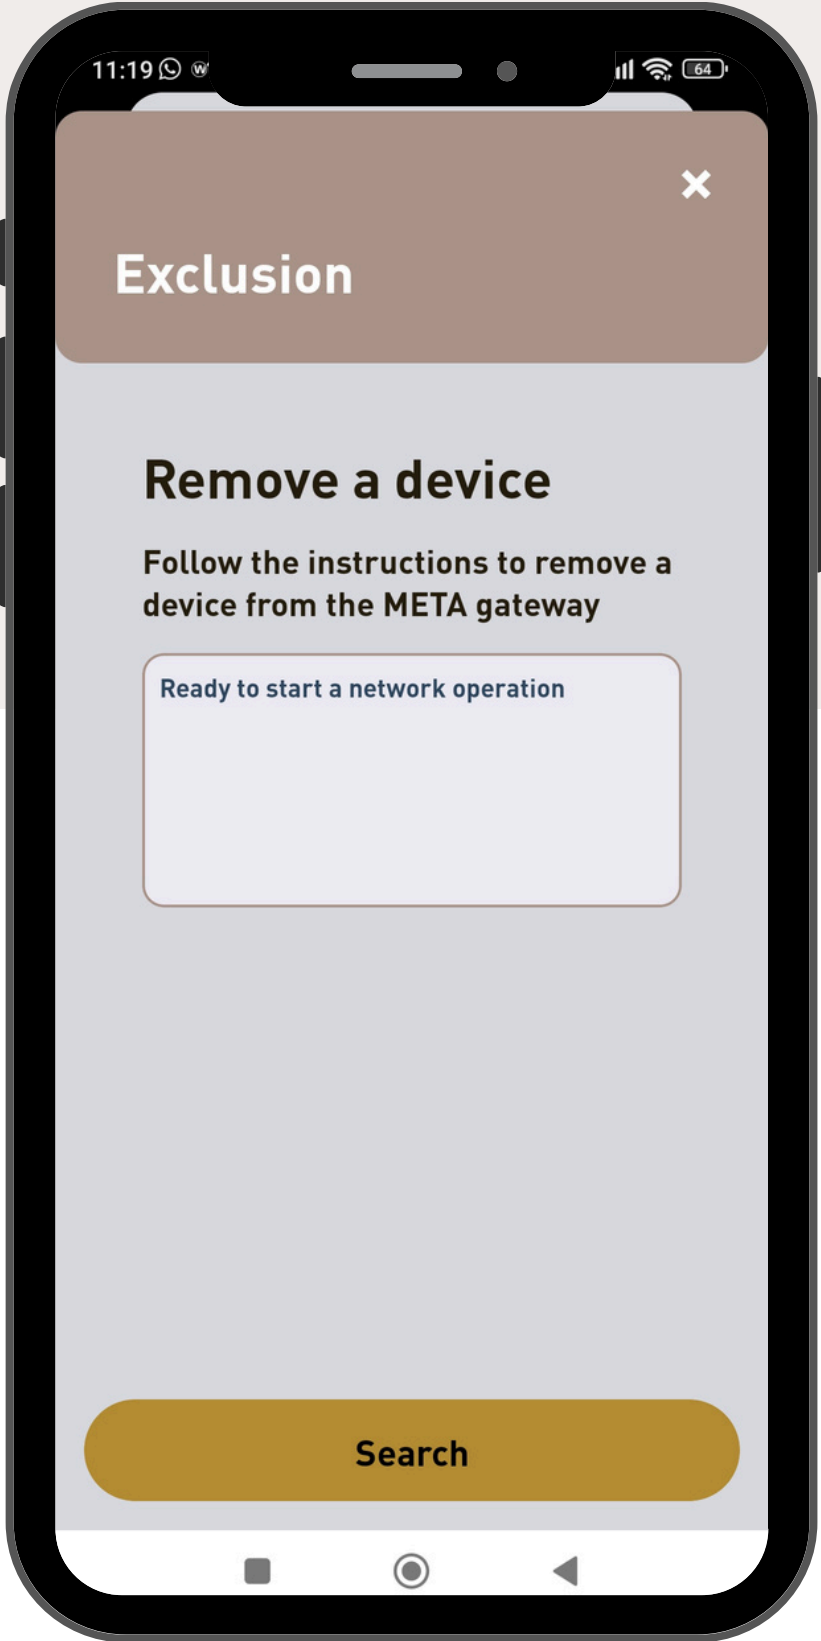 11:19
64
Exclusion
Remove a device
Follow the instructions to remove a
device from the META gateway
Ready to start a network operation
Search